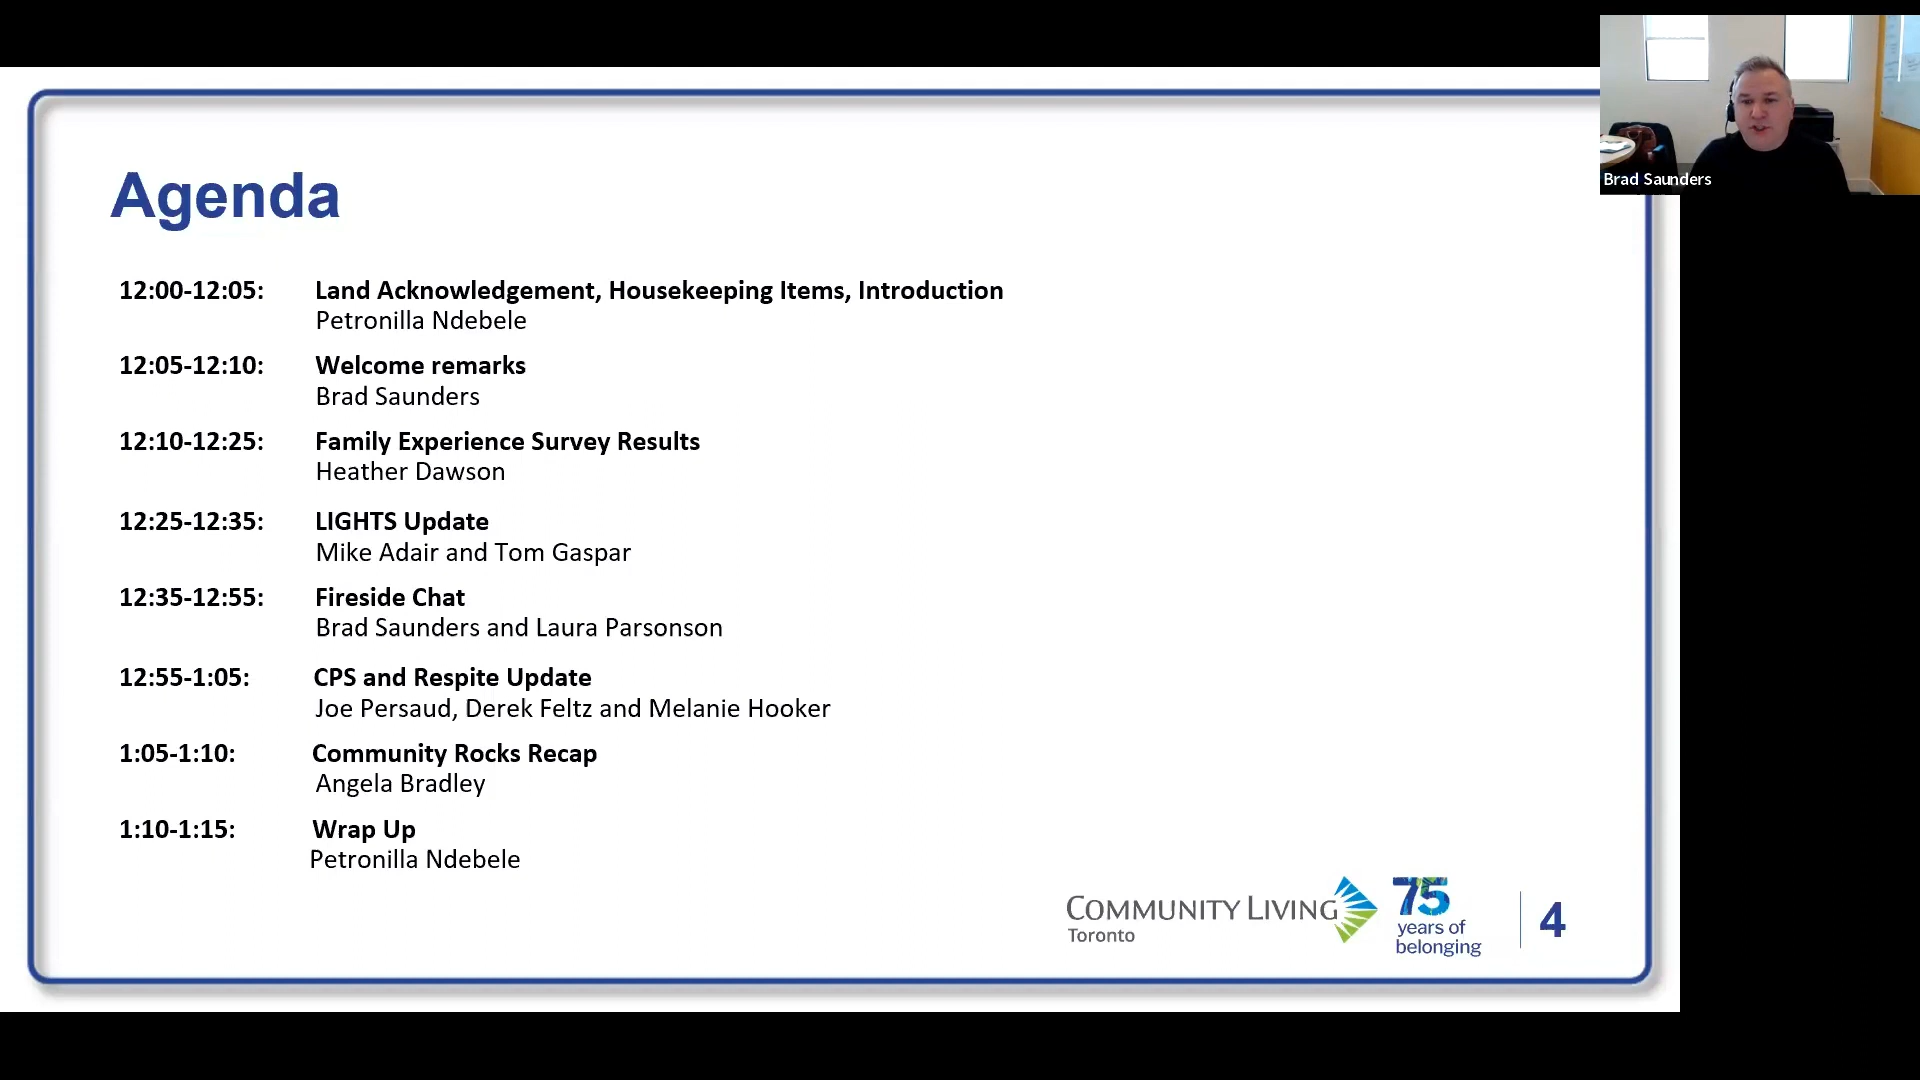 Agenda
12:00-12:05: Land Acknowledgement, Housekeeping Items, Introduction
Petronilla Ndebele
12:05-12:10: Welcome remarks
Brad Saunders
12:10-12:25: Family Experience Survey Results
Heather Dawson
12:25-12:35: LIGHTS Update
Mike Adair and Tom Gaspar
12:35-12:55: Fireside Chat
Brad Saunders and Laura Parsonson
12:55-1:05: CPS and Respite Update
Joe Persaud, Derek Feltz and Melanie Hooker
1:05-1:10: Community Rocks Recap
Angela Bradley
1:10-1:15: Wrap Up
Petronilla Ndebele
COMMUNITY LIVING
Toronto
75
years of
belonging
4
Brad Saunders